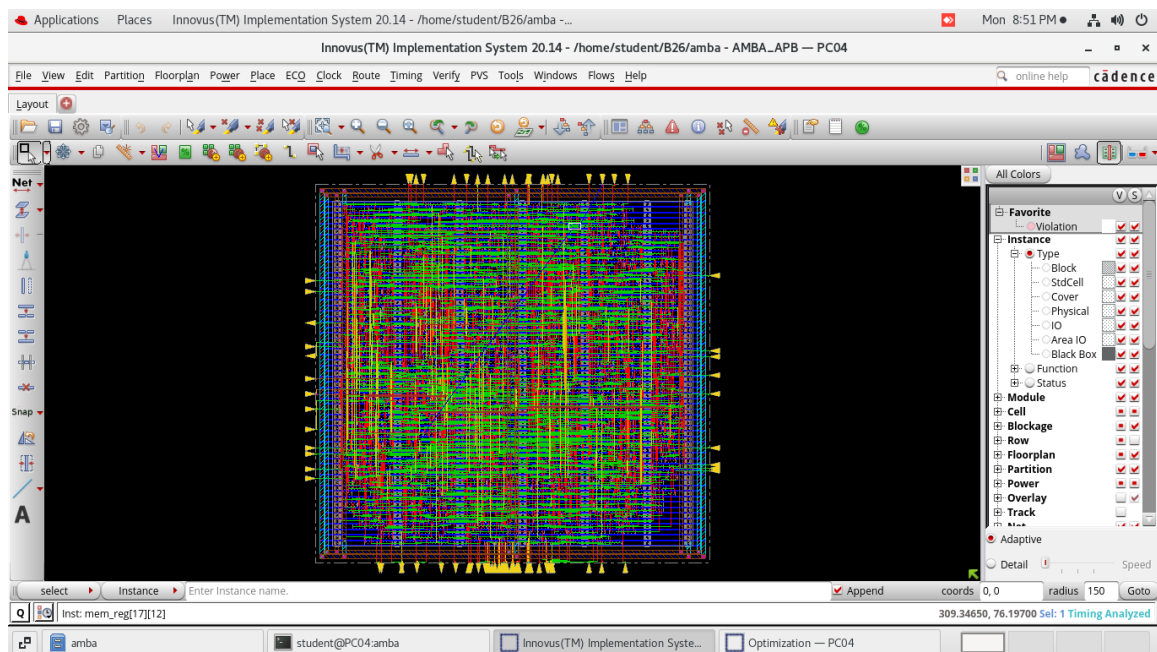 Applications Places Innovus(TM) Implementation System 20.14 - /home/student/B26/amba -... Mon 8:51 PM
Innovus(TM) Implementation System 20.14 - /home/student/B26/amba - AMBA_APB — PC04
File View Edit Partition Floorplan Power Place ECO Clock Route Timing Verify PVS Tools Windows Flows Help online help cādence
Layout
All Colors
Net
V S
Favorite
Violation
Instance
Type
Block
StdCell
Cover
Physical
IO
Area IO
Black Box
Function
Status
Module
Snap
Cell
Blockage
Row
Floorplan
Partition
Power
Overlay
Track
A
Adaptive
Detail Speed
select Instance Enter Instance name. Append coords 0, 0 radius 150 Goto
Q Inst: mem_reg[17][12] 309.34650, 76.19700 Sel: 1 Timing Analyzed
amba student@PC04:amba Innovus(TM) Implementation Syste... Optimization — PC04